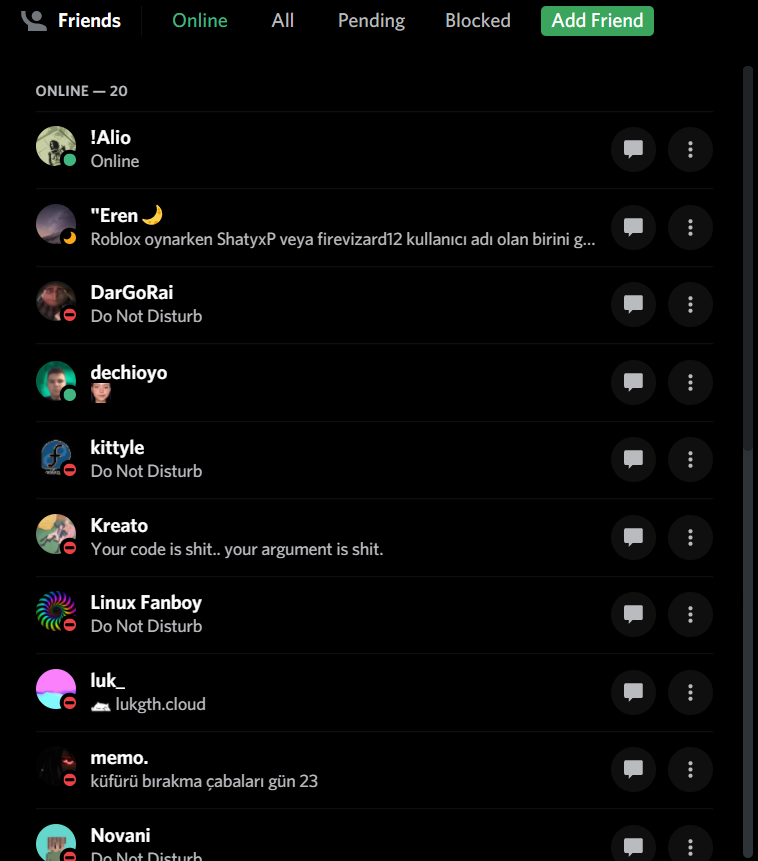 Friends Online All Pending Blocked Add Friend
ONLINE — 20
!Alio
Online
"Eren 🌙
Roblox oynarken ShatyxP veya firevizard12 kullanıcı adı olan birini g...
DarGoRai
Do Not Disturb
dechioyo
kittyle
Do Not Disturb
Kreato
Your code is shit.. your argument is shit.
Linux Fanboy
Do Not Disturb
luk_
lukgth.cloud
memo.
küfürü bırakma çabaları gün 23
Novani
Do Not Disturb